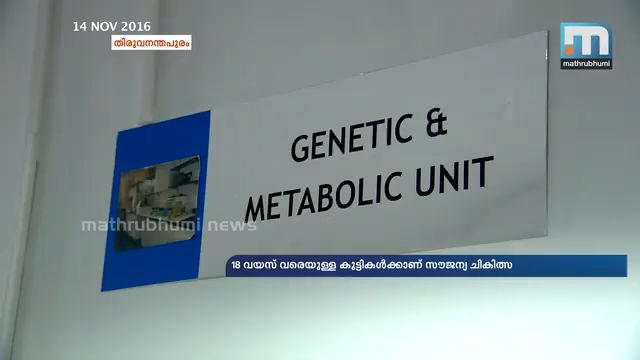 14 NOV 2016
തിരുവനന്തപുരം
mathrubhumi
GENETIC &
METABOLIC UNIT
mathrubhumi news
18 വയസ് വരെയുള്ള കുട്ടികൾക്കാണ് സൗജന്യ ചികിത്സ